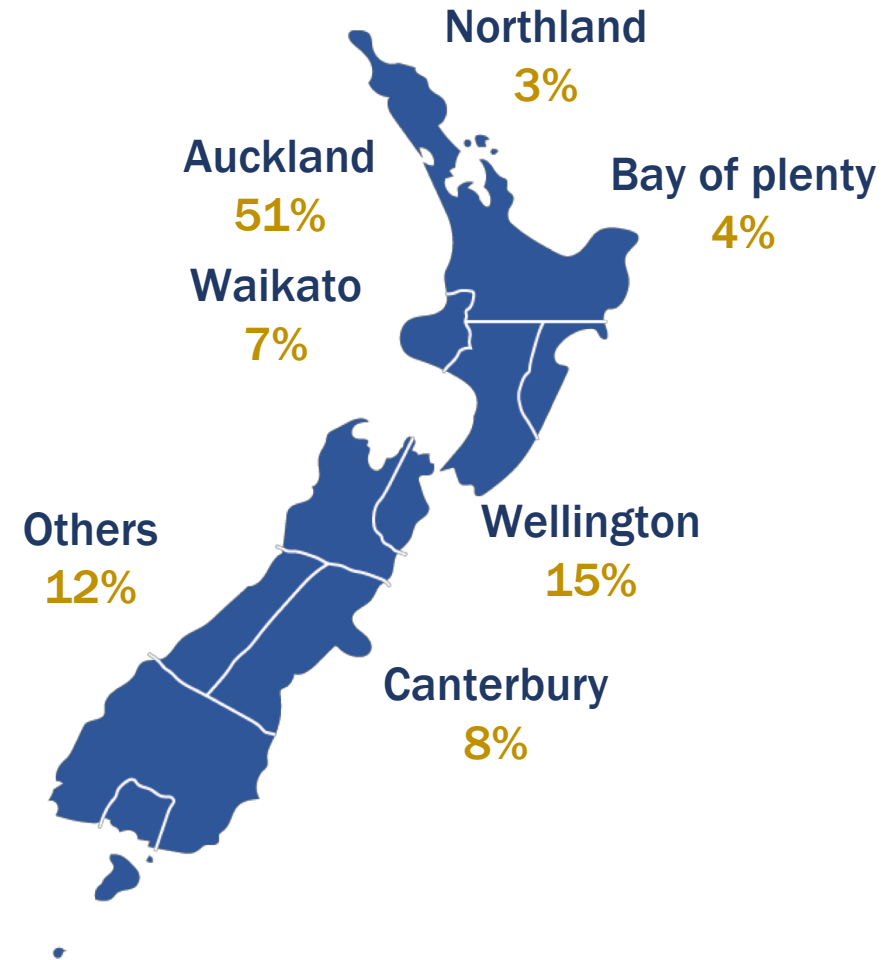 Northland
3%
Auckland
51%
Bay of plenty
4%
Waikato
7%
Others
12%
Wellington
15%
Canterbury
8%